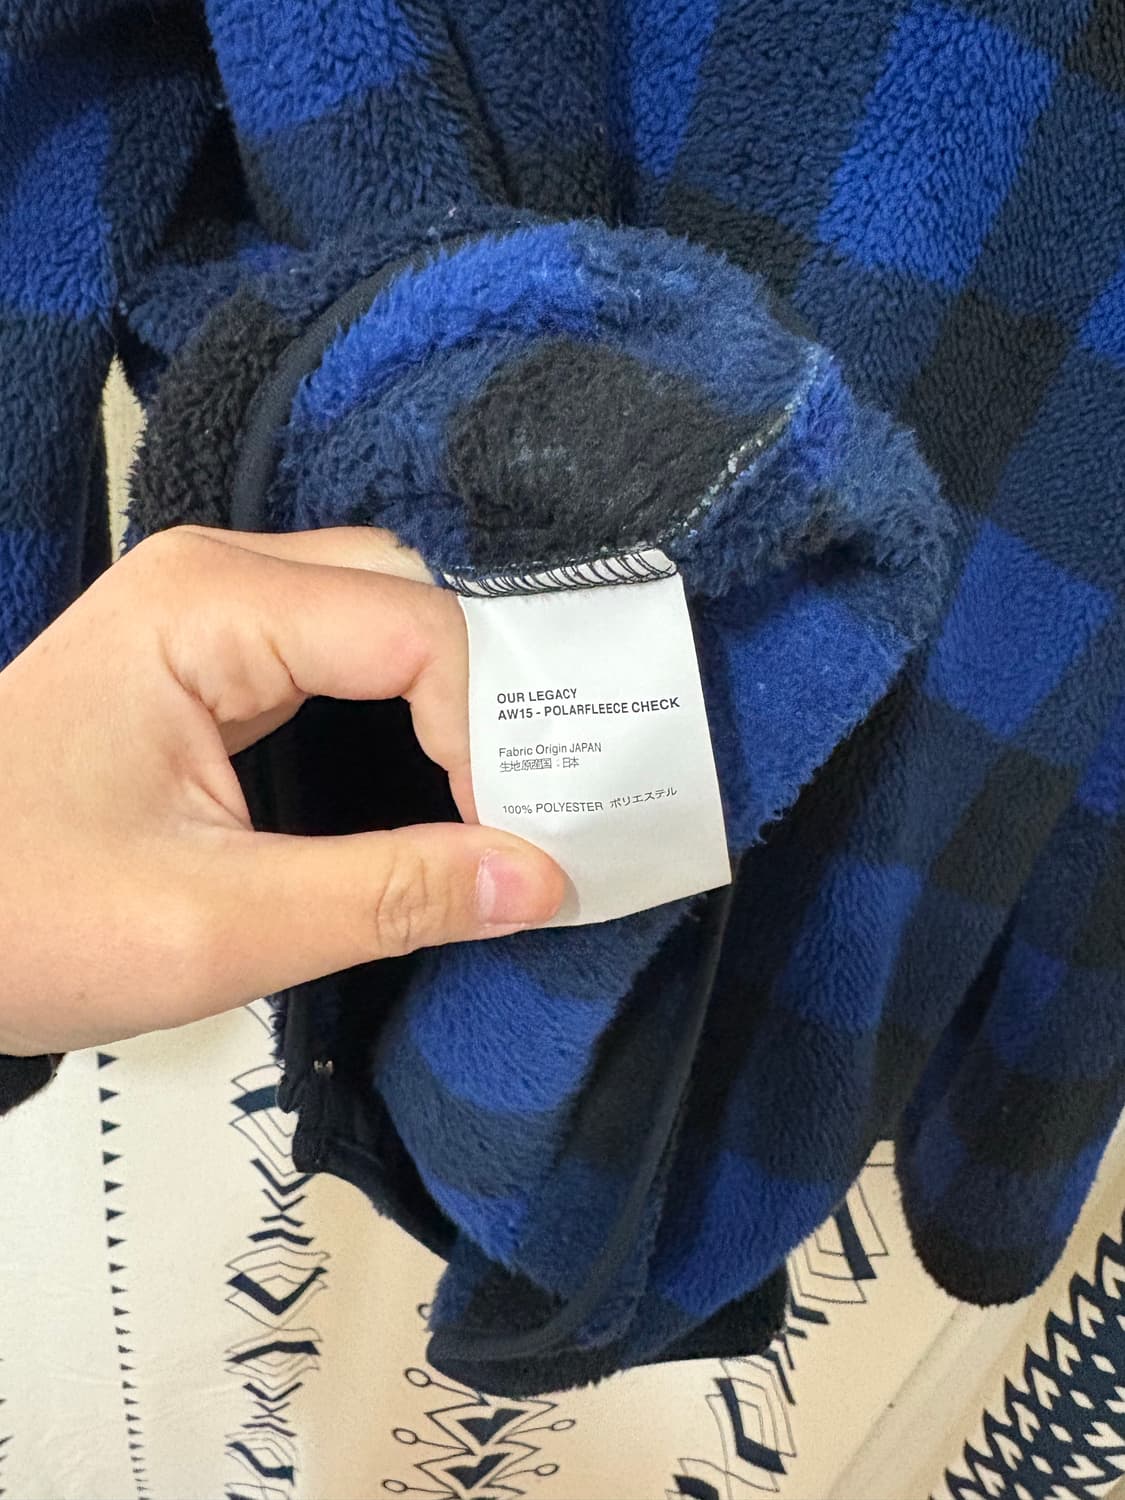 OUR LEGACY
AW15 - POLARFLEECE CHECK
Fabric Origin JAPAN
生地原産国 : 日本
100% POLYESTER ポリエステル